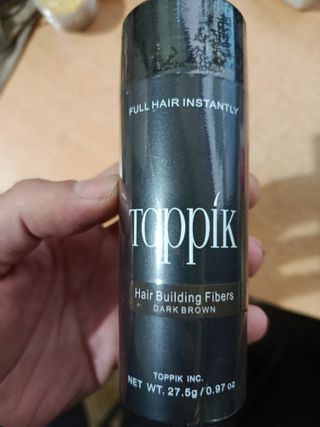 FULL HAIR INSTANTLY
Toppik
Hair Building Fibers
DARK BROWN
TOPPIK INC.
NET WT. 27.5g / 0.97 oz